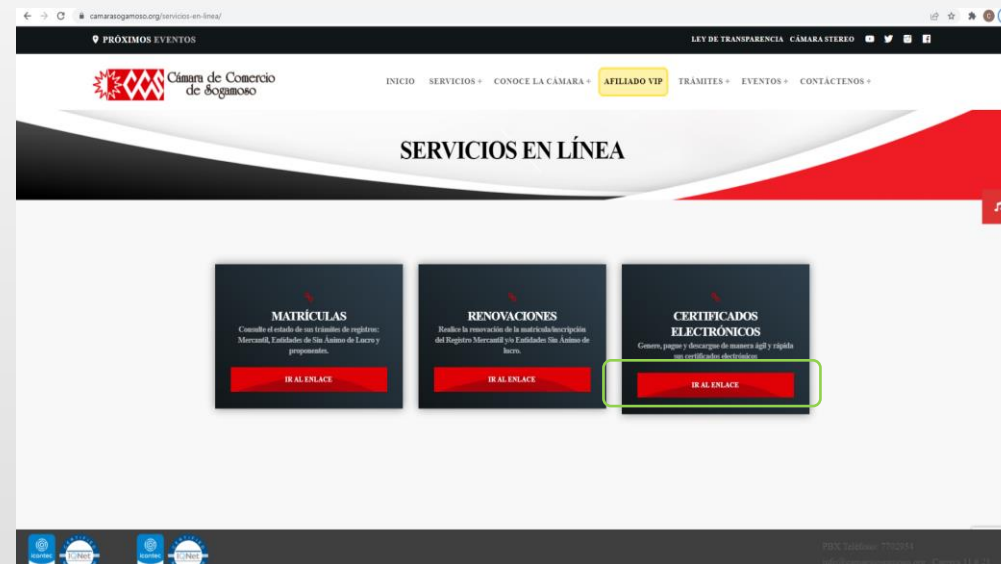 camarasogamoso.org/servicios-en-linea/
PRÓXIMOS EVENTOS
LEY DE TRANSPARENCIA CÁMARA STEREO
Cámara de Comercio
de Sogamoso
INICIO SERVICIOS + CONOCE LA CÁMARA + AFILIADO VIP TRÁMITES + EVENTOS + CONTÁCTENOS +
SERVICIOS EN LÍNEA
MATRÍCULAS
Consulte el estado de sus trámites de registros:
Mercantil, Entidades de Sin Ánimo de Lucro y
proponentes.
IR AL ENLACE
RENOVACIONES
Realice la renovación de la matrícula/inscripción
del Registro Mercantil y/o Entidades Sin Ánimo de
lucro.
IR AL ENLACE
CERTIFICADOS
ELECTRÓNICOS
Genere, pague y descargue de manera ágil y rápida
sus certificados electrónicos
IR AL ENLACE
icontec
IQNet
icontec
IQNet
PBX Teléfono: